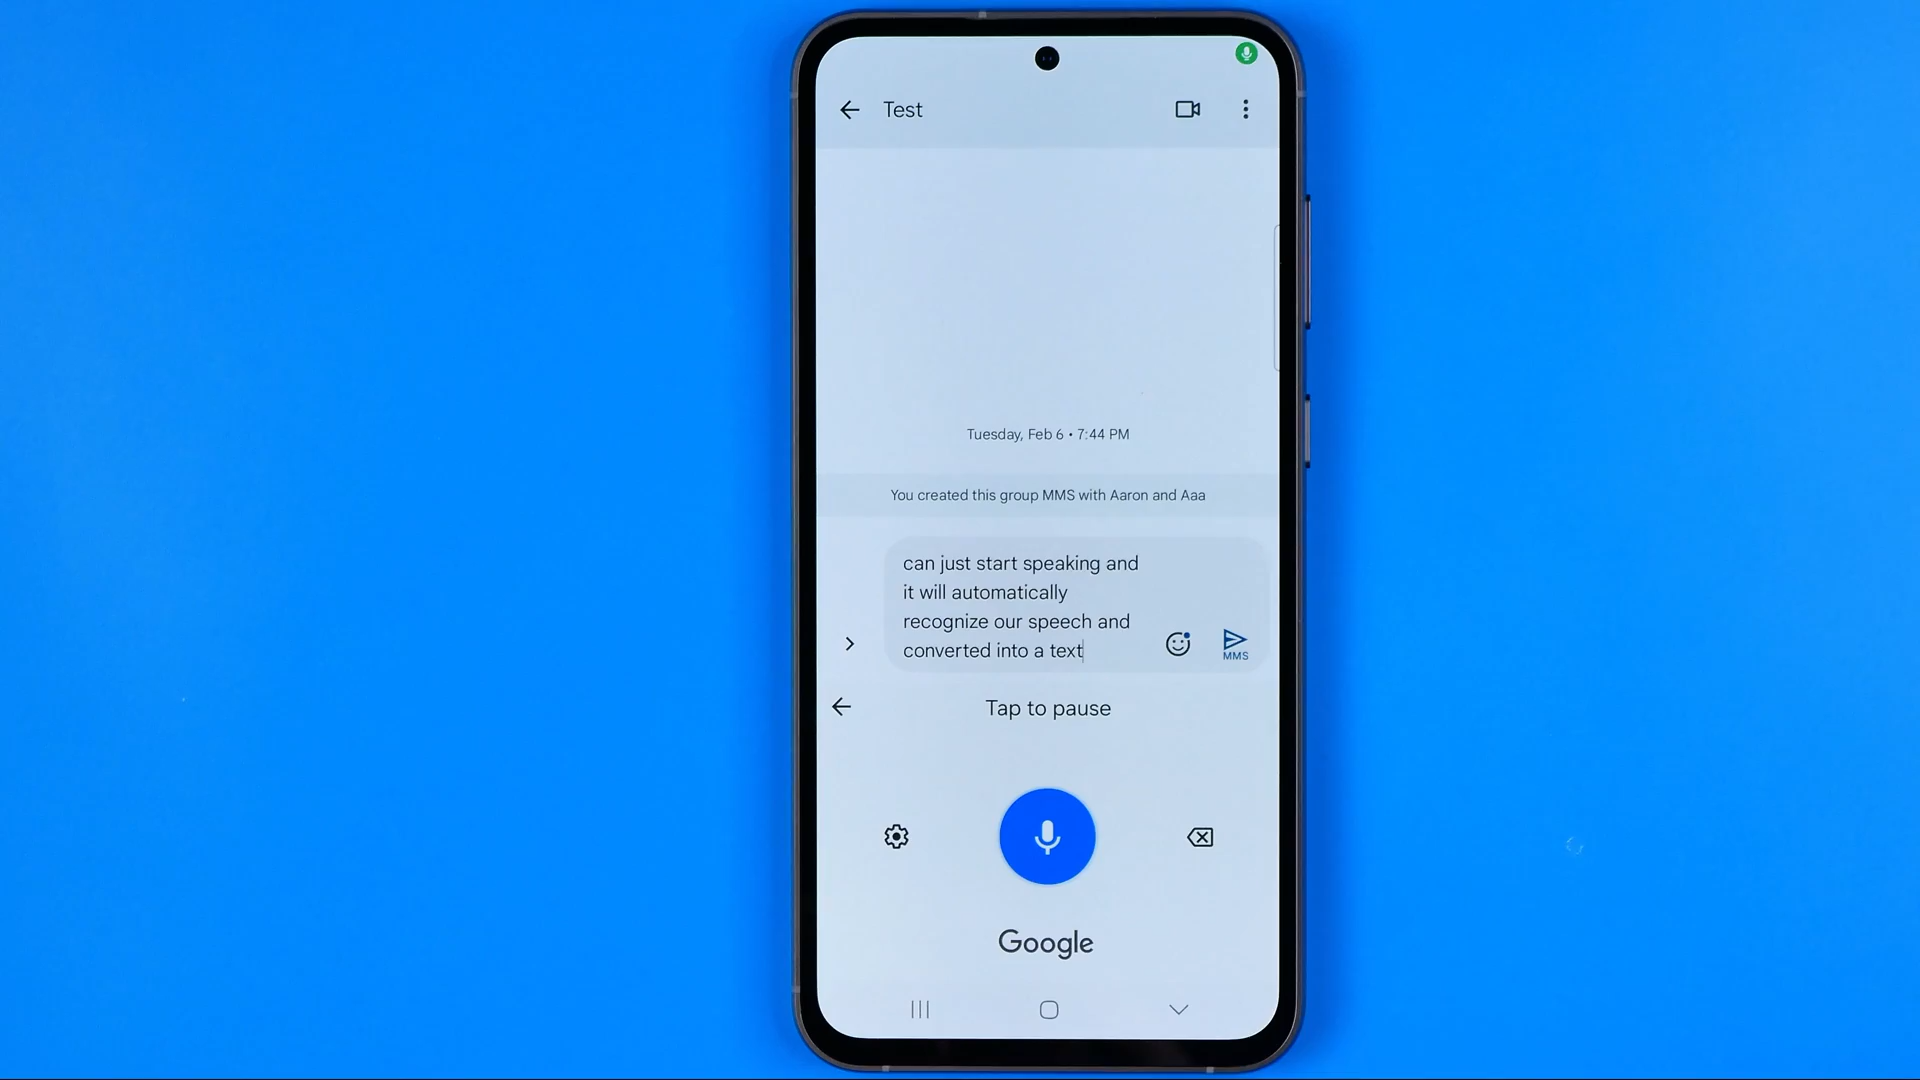 Test
Tuesday, Feb 6 • 7:44 PM
You created this group MMS with Aaron and Aaa
can just start speaking and
it will automatically
recognize our speech and
converted into a text
MMS
Tap to pause
Google